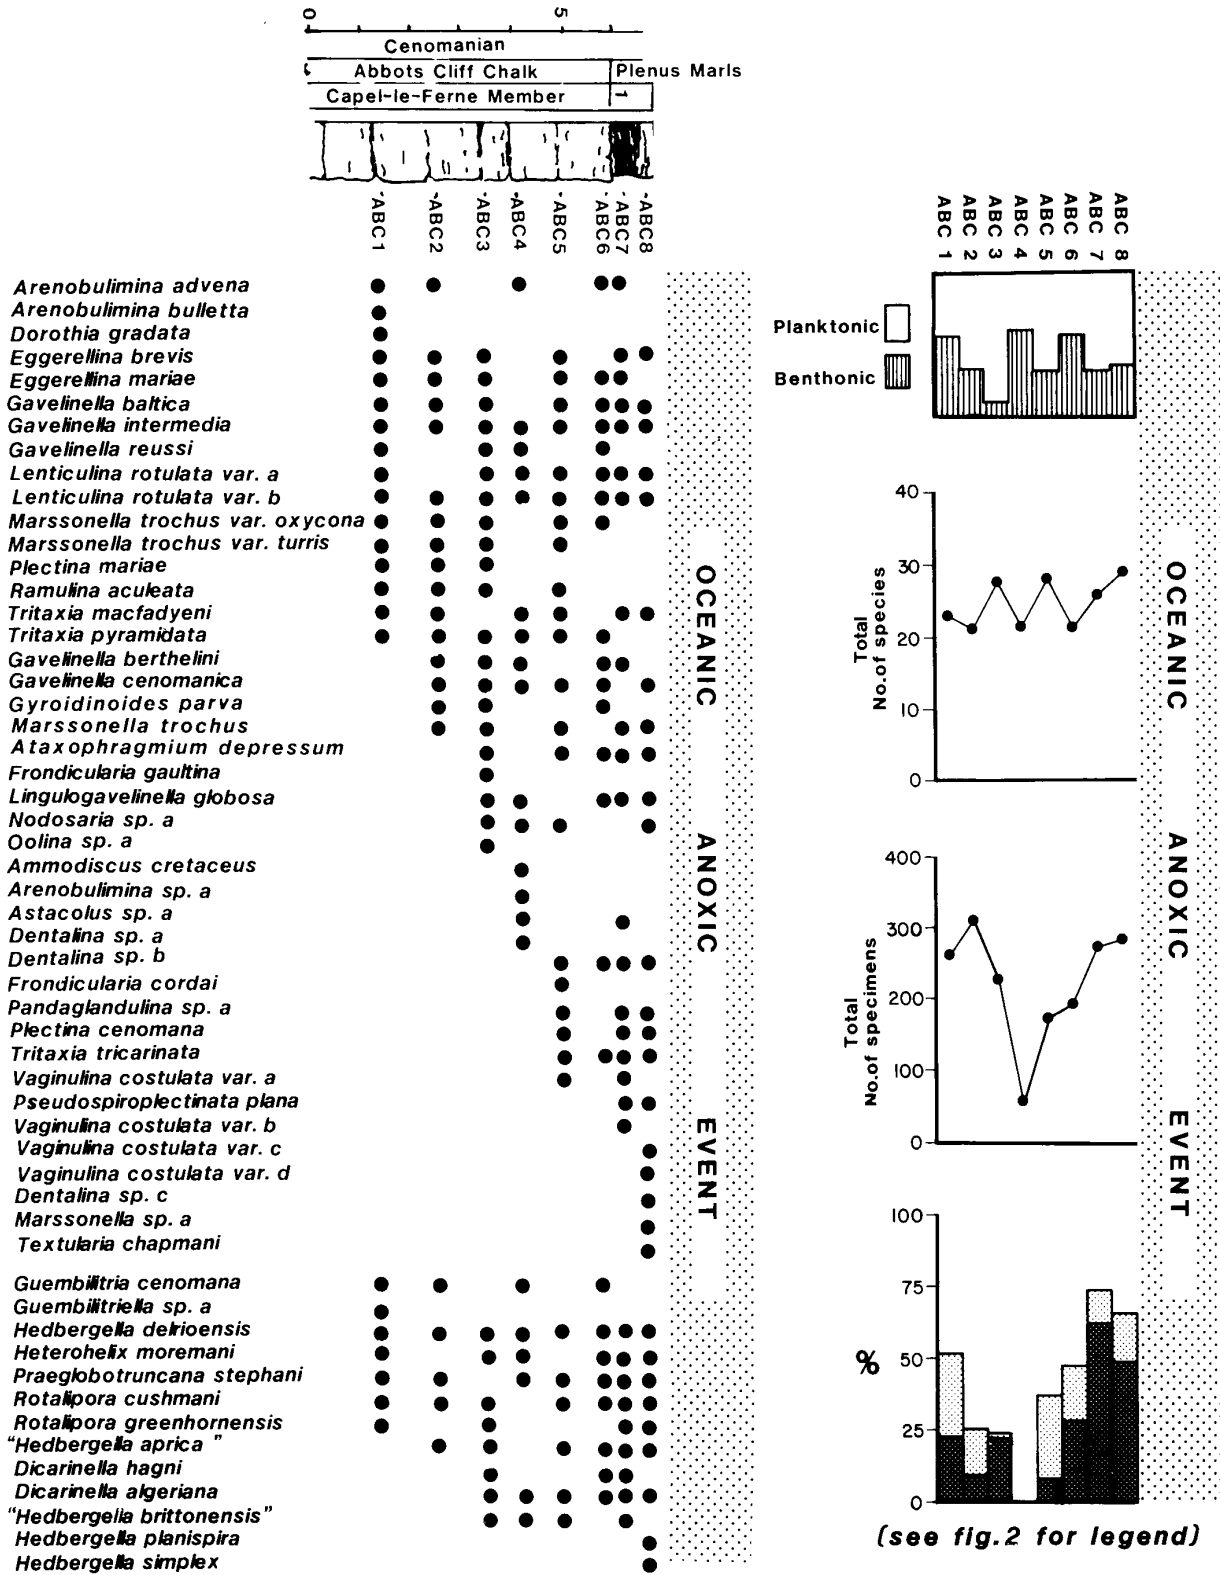 0 5
Cenomanian
Abbots Cliff Chalk Plenus Marls
Capel-le-Ferne Member 1
ABC1 ABC2 ABC3 ABC4 ABC5 ABC6 ABC7 ABC8
Arenobulimina advena
Arenobulimina bulletta
Dorothia gradata
Eggerellina brevis
Eggerellina mariae
Gavelinella baltica
Gavelinella intermedia
Gavelinella reussi
Lenticulina rotulata var. a
Lenticulina rotulata var. b
Marssonella trochus var. oxycona
Marssonella trochus var. turris
Plectina mariae
Ramulina aculeata
Tritaxia macfadyeni
Tritaxia pyramidata
Gavelinella berthelini
Gavelinella cenomanica
Gyroidinoides parva
Marssonella trochus
Ataxophragmium depressum
Frondicularia gaultina
Lingulogavelinella globosa
Nodosaria sp. a
Oolina sp. a
Ammodiscus cretaceus
Arenobulimina sp. a
Astacolus sp. a
Dentalina sp. a
Dentalina sp. b
Frondicularia cordai
Pandaglandulina sp. a
Plectina cenomana
Tritaxia tricarinata
Vaginulina costulata var. a
Pseudospiroplectinata plana
Vaginulina costulata var. b
Vaginulina costulata var. c
Vaginulina costulata var. d
Dentalina sp. c
Marssonella sp. a
Textularia chapmani
Guembilitria cenomana
Guembilitriella sp. a
Hedbergella delrioensis
Heterohelix moremani
Praeglobotruncana stephani
Rotalipora cushmani
Rotalipora greenhornensis
"Hedbergella aprica"
Dicarinella hagni
Dicarinella algeriana
"Hedbergella brittonensis"
Hedbergella planispira
Hedbergella simplex
OCEANIC ANOXIC EVENT
ABC 1 ABC 2 ABC 3 ABC 4 ABC 5 ABC 6 ABC 7 ABC 8
Planktonic
Benthonic
40
30
20
10
0
Total
No. of species
400
300
200
100
0
Total
No. of specimens
100
75
50
25
0
%
(see fig. 2 for legend)
OCEANIC ANOXIC EVENT